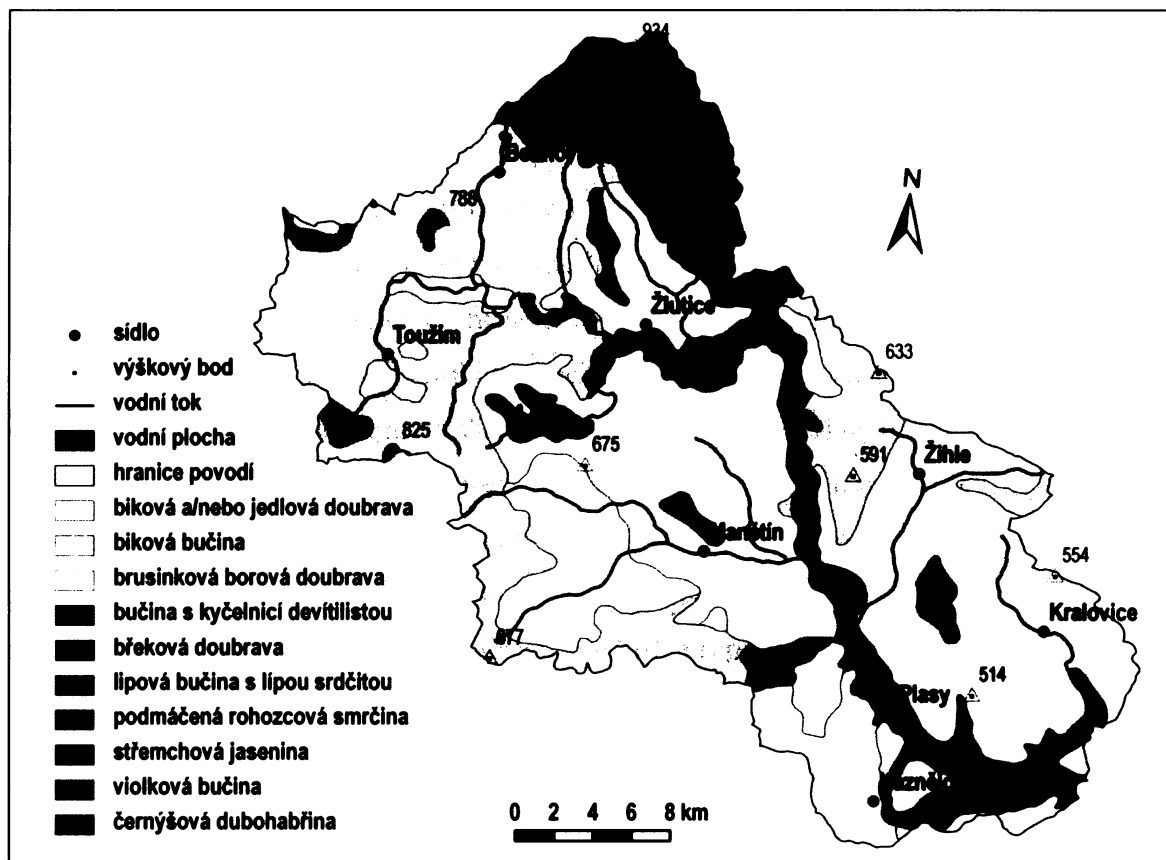 934
N
788
Žlutice
sídlo
Toužim
633
výškový bod
vodní tok
825
vodní plocha
675
591
Žihle
hranice povodí
biková a/nebo jedlová doubrava
biková bučina
Manětín
554
brusinková borová doubrava
bučina s kyčelnicí devítilistou
Kralovice
břeková doubrava
514
lipová bučina s lípou srdčitou
Plasy
podmáčená rohozcová smrčina
střemchová jasenina
violková bučina
0 2 4 6 8 km
černýšová dubohabřina